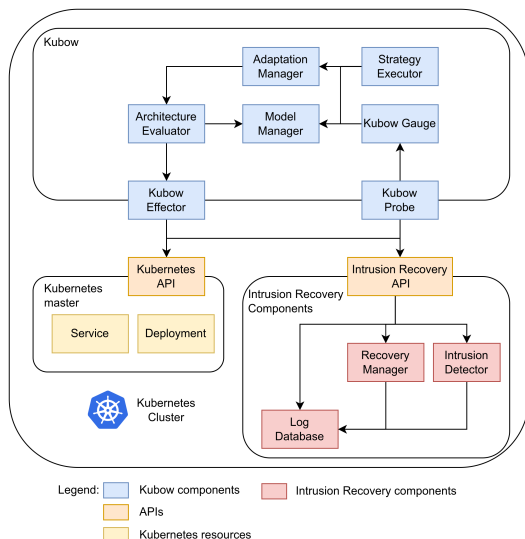 Kubow
Adaptation
Manager
Strategy
Executor
Architecture
Evaluator
Model
Manager
Kubow Gauge
Kubow
Effector
Kubow
Probe
Kubernetes
API
Intrusion Recovery
API
Kubernetes
master
Intrusion Recovery
Components
Service
Deployment
Recovery
Manager
Intrusion
Detector
Kubernetes
Cluster
Log
Database
Legend:
Kubow components
Intrusion Recovery components
APIs
Kubernetes resources